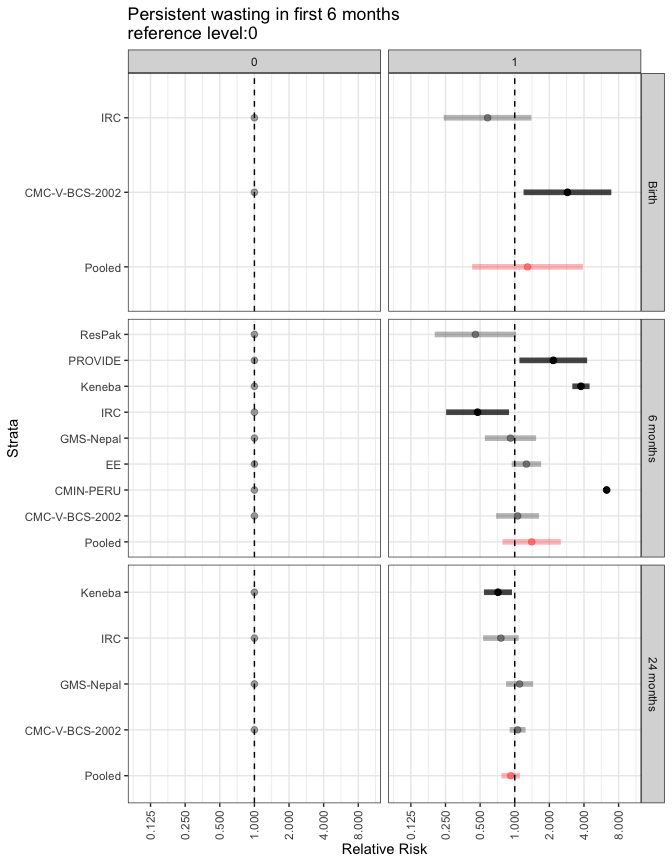 Persistent wasting in first 6 months
reference level:0
0
1
IRC
CMC-V-BCS-2002
Pooled
Birth
ResPak
PROVIDE
Keneba
IRC
GMS-Nepal
EE
CMIN-PERU
CMC-V-BCS-2002
Pooled
6 months
Keneba
IRC
GMS-Nepal
CMC-V-BCS-2002
Pooled
24 months
Strata
0.125
0.250
0.500
1.000
2.000
4.000
8.000
0.125
0.250
0.500
1.000
2.000
4.000
8.000
Relative Risk